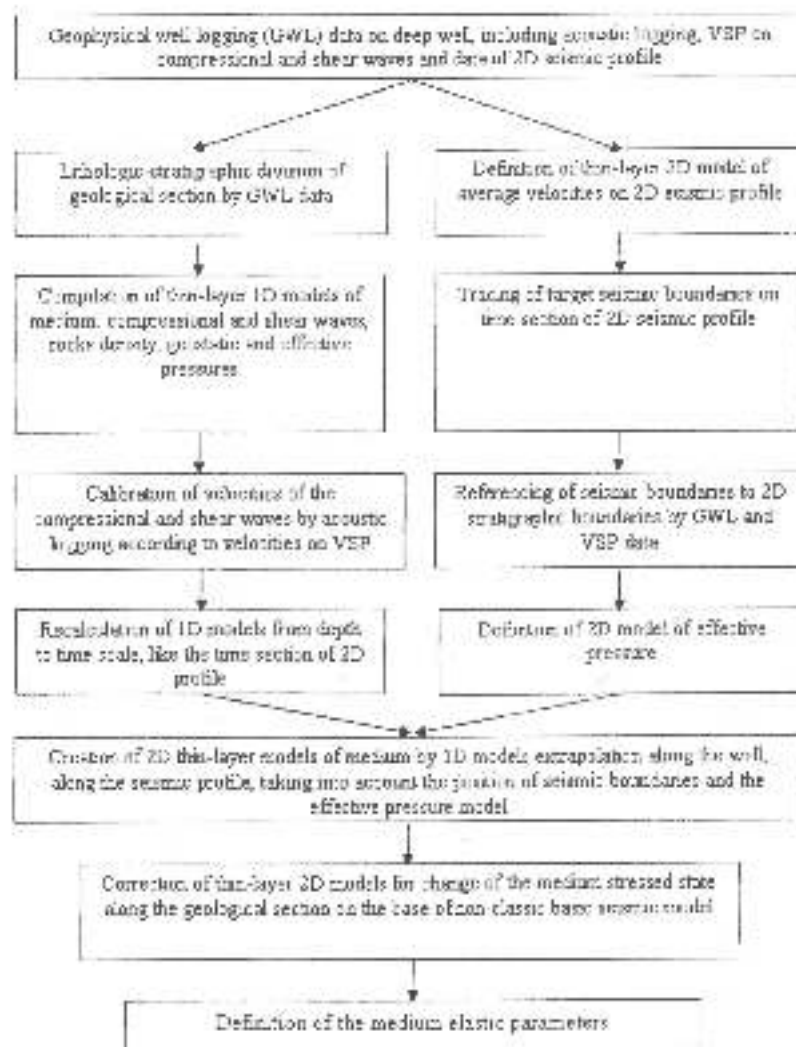 Geophysical well logging (GWL) data on deep well, including acoustic logging, VSP on
compressional and shear waves and date of 2D seismic profile
Lithologic-stratigraphic division of
geological section by GWL data
Definition of thin-layer 2D model of
average velocities on 2D seismic profile
Compilation of thin-layer 1D models of
medium, compressional and shear waves,
rocks density, geostatic and effective
pressures
Tracing of target seismic boundaries on
time section of 2D seismic profile
Calibration of velocities of the
compressional and shear waves by acoustic
logging according to velocities on VSP
Referencing of seismic boundaries to 2D
boundaries by GWL and
VSP data
Recalculation of 1D models from depth
to time scale, like the time section of 2D
profile
Definition of 2D model of effective
pressure
Creation of 2D thin-layer models of medium by 1D models extrapolation along the well,
along the seismic profile, taking into account the position of seismic boundaries and the
effective pressure model
Correction of thin-layer 2D models for change of the medium stressed state
along the geological section on the base of non-classic basic seismic model
Definition of the medium elastic parameters